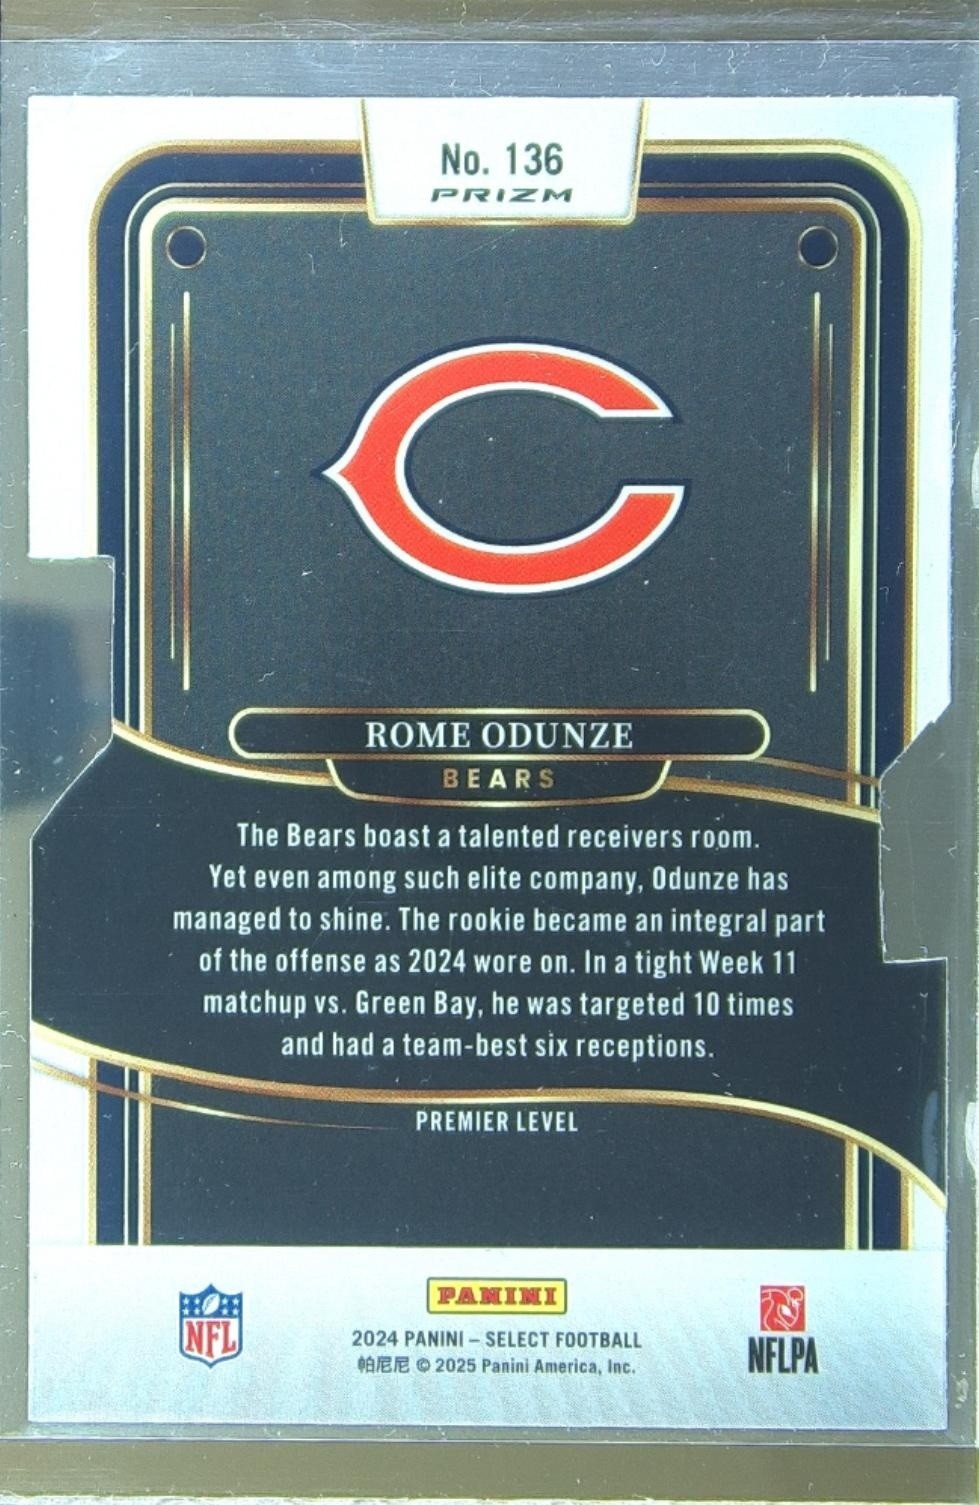 No. 136
PRIZM
ROME ODUNZE
BEARS
The Bears boast a talented receivers room.
Yet even among such elite company, Odunze has
managed to shine. The rookie became an integral part
of the offense as 2024 wore on. In a tight Week 11
matchup vs. Green Bay, he was targeted 10 times
and had a team-best six receptions.
PREMIER LEVEL
NFL
PANINI
2024 PANINI – SELECT FOOTBALL
帕尼尼 © 2025 Panini America, Inc.
NFLPA